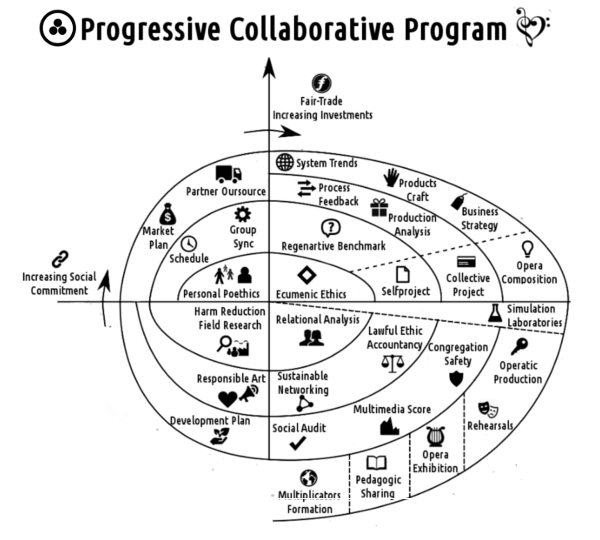 Progressive Collaborative Program
Fair-Trade
Increasing Investments
System Trends
Partner Oursource
Process
Feedback
Products
Craft
Market
Plan
Group
Sync
Production
Analysis
Business
Strategy
Schedule
Regenartive Benchmark
Increasing Social
Commitment
Opera
Composition
Personal Poethics
Ecumenic Ethics
Selfproject
Collective
Project
Harm Reduction
Field Research
Relational Analysis
Simulation
Laboratories
Lawful Ethic
Accountancy
Congregation
Safety
Operatic
Production
Responsible Art
Sustainable
Networking
Development Plan
Social Audit
Multimedia Score
Rehearsals
Opera
Exhibition
Pedagogic
Sharing
Multiplicators
Formation